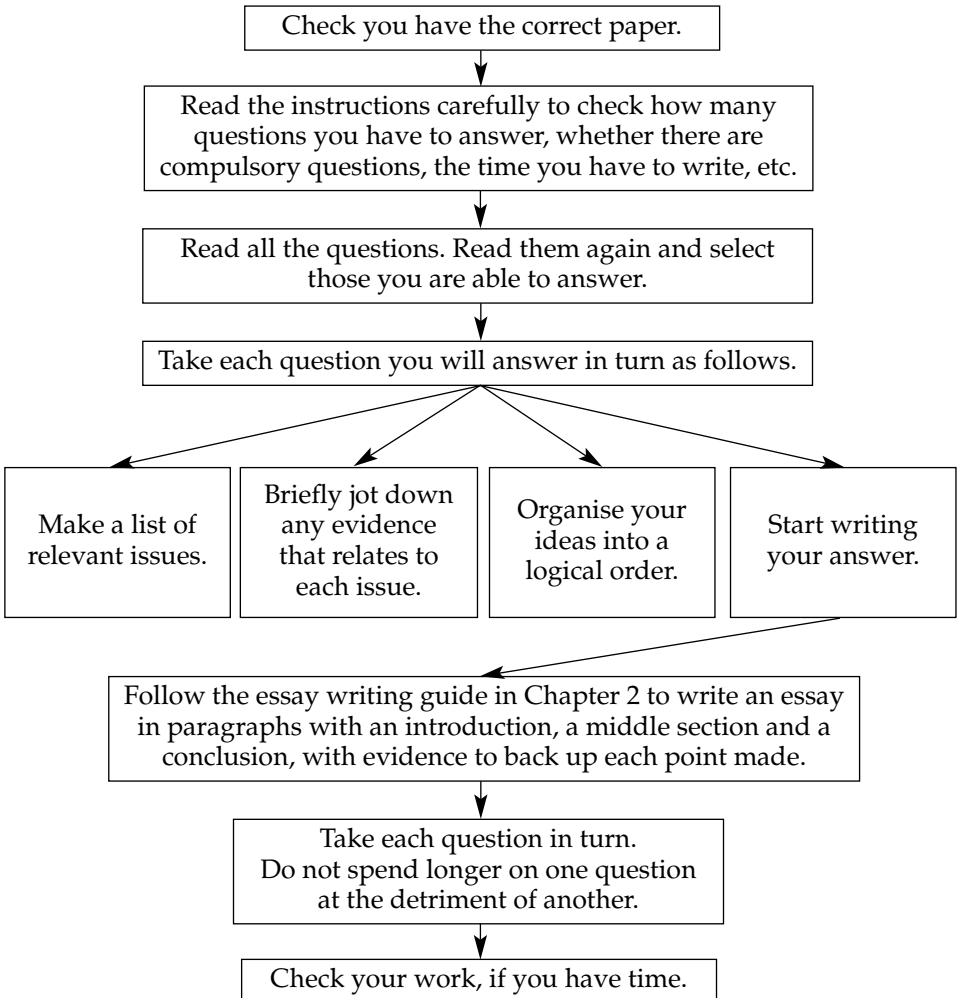 Check you have the correct paper.
Read the instructions carefully to check how many
questions you have to answer, whether there are
compulsory questions, the time you have to write, etc.
Read all the questions. Read them again and select
those you are able to answer.
Take each question you will answer in turn as follows.
Make a list of
relevant issues.
Briefly jot down
any evidence
that relates to
each issue.
Organise your
ideas into a
logical order.
Start writing
your answer.
Follow the essay writing guide in Chapter 2 to write an essay
in paragraphs with an introduction, a middle section and a
conclusion, with evidence to back up each point made.
Take each question in turn.
Do not spend longer on one question
at the detriment of another.
Check your work, if you have time.